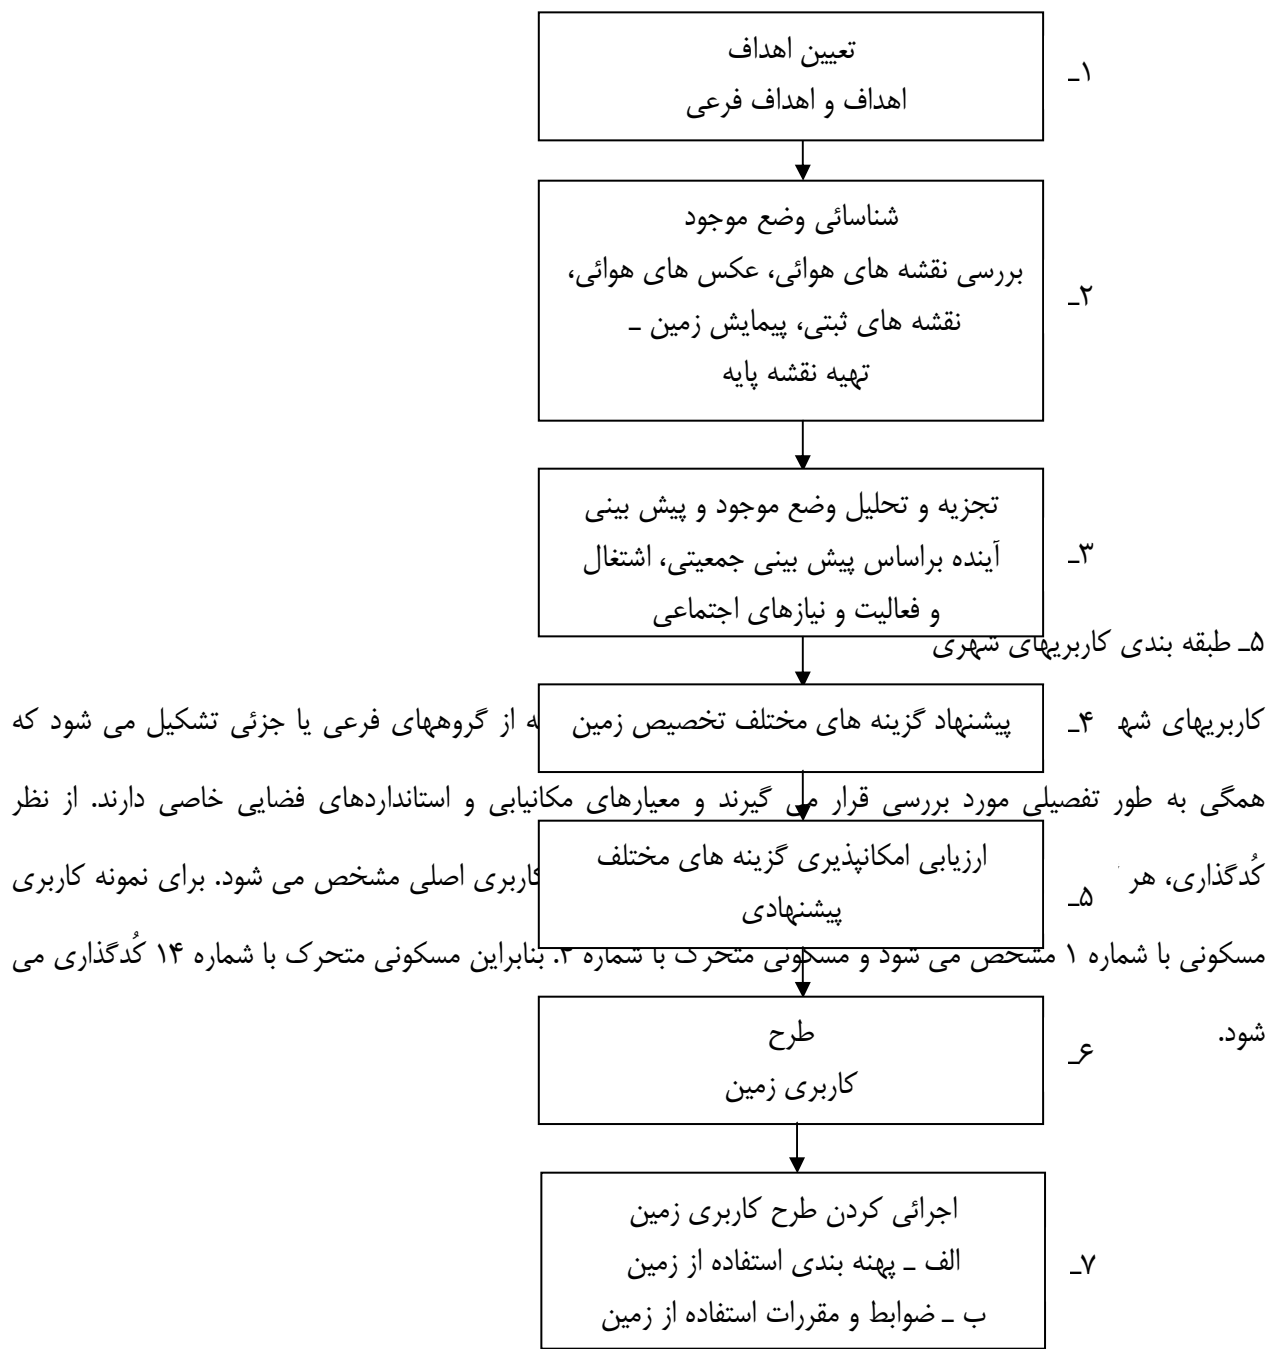 تعیین اهداف
۱ـ
اهداف و اهداف فرعی
شناسائی وضع موجود
بررسی نقشه های هوائی، عکس های هوائی،
۲ـ
نقشه های ثبتی، پیمایش زمین ـ
تهیه نقشه پایه
تجزیه و تحلیل وضع موجود و پیش بینی
۳ـ
آینده براساس پیش بینی جمعیتی، اشتغال
و فعالیت و نیازهای اجتماعی
۵ـ طبقه بندی کاربریهای شهری
۴ـ
پیشنهاد گزینه های مختلف تخصیص زمین
کاربریهای از گروههای فرعی یا جزئی تشکیل می شود که
همگی به طور تفصیلی مورد بررسی قرار می گیرند و معیارهای مکانیابی و استانداردهای فضایی خاصی دارند. از نظر
ارزیابی امکانپذیری گزینه های مختلف
۵ـ
پیشنهادی
کُدگذاری، هر کاربری اصلی مشخص می شود. برای نمونه کاربری
مسکونی با شماره ۱ مشخص می شود و مسکونی متحرک با شماره ۴. بنابراین مسکونی متحرک با شماره ۱۴ کُدگذاری می
شود.
طرح
۶ـ
کاربری زمین
اجرائی کردن طرح کاربری زمین
۷ـ
الف ـ پهنه بندی استفاده از زمین
ب ـ ضوابط و مقررات استفاده از زمین